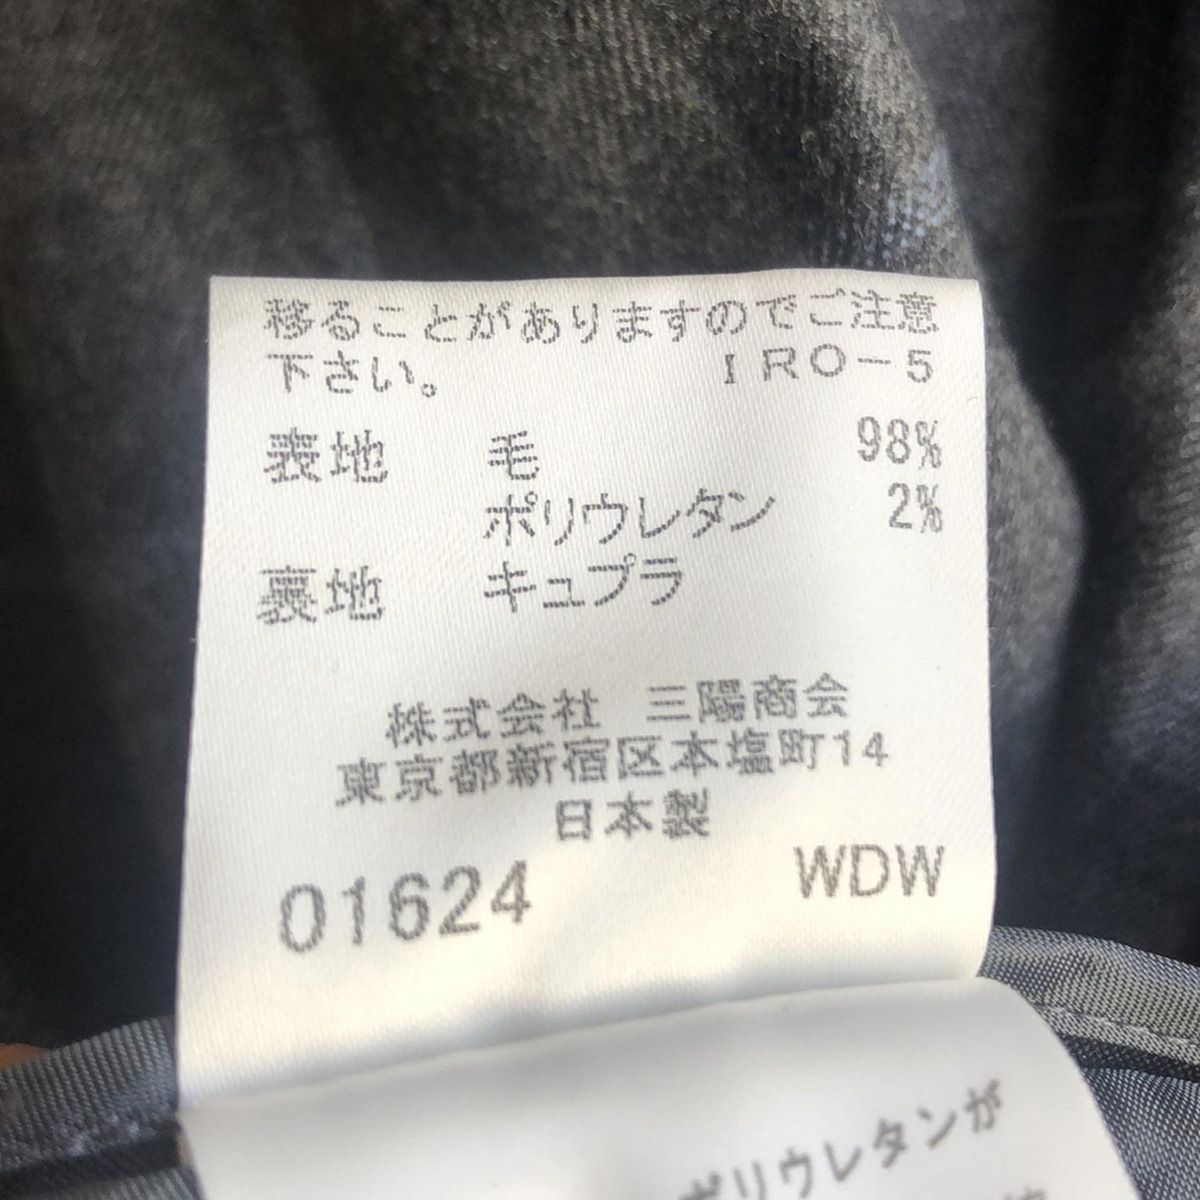 移ることがありますのでご注意
下さい。 IRO-5
表地 毛 98%
ポリウレタン 2%
裏地 キュプラ
株式会社 三陽商会
東京都新宿区本塩町14
日本製
01624 WDW
ポリウレタンが